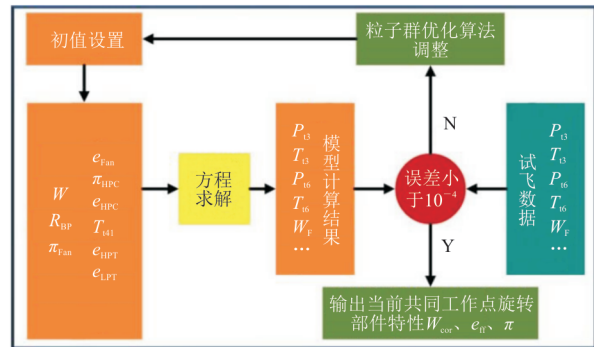 初值设置
粒子群优化算法
调整
W
R_BP
π_Fan
e_Fan
π_HPC
e_HPC
T_t41
e_HPT
e_LPT
方程
求解
P_t3
T_t3
P_t6
T_t6
W_F
…
模型计算结果
N
误差小
于10⁻⁴
Y
试飞数据
P_t3
T_t3
P_t6
T_t6
W_F
…
输出当前共同工作点旋转
部件特性W_cor、e_ff、π